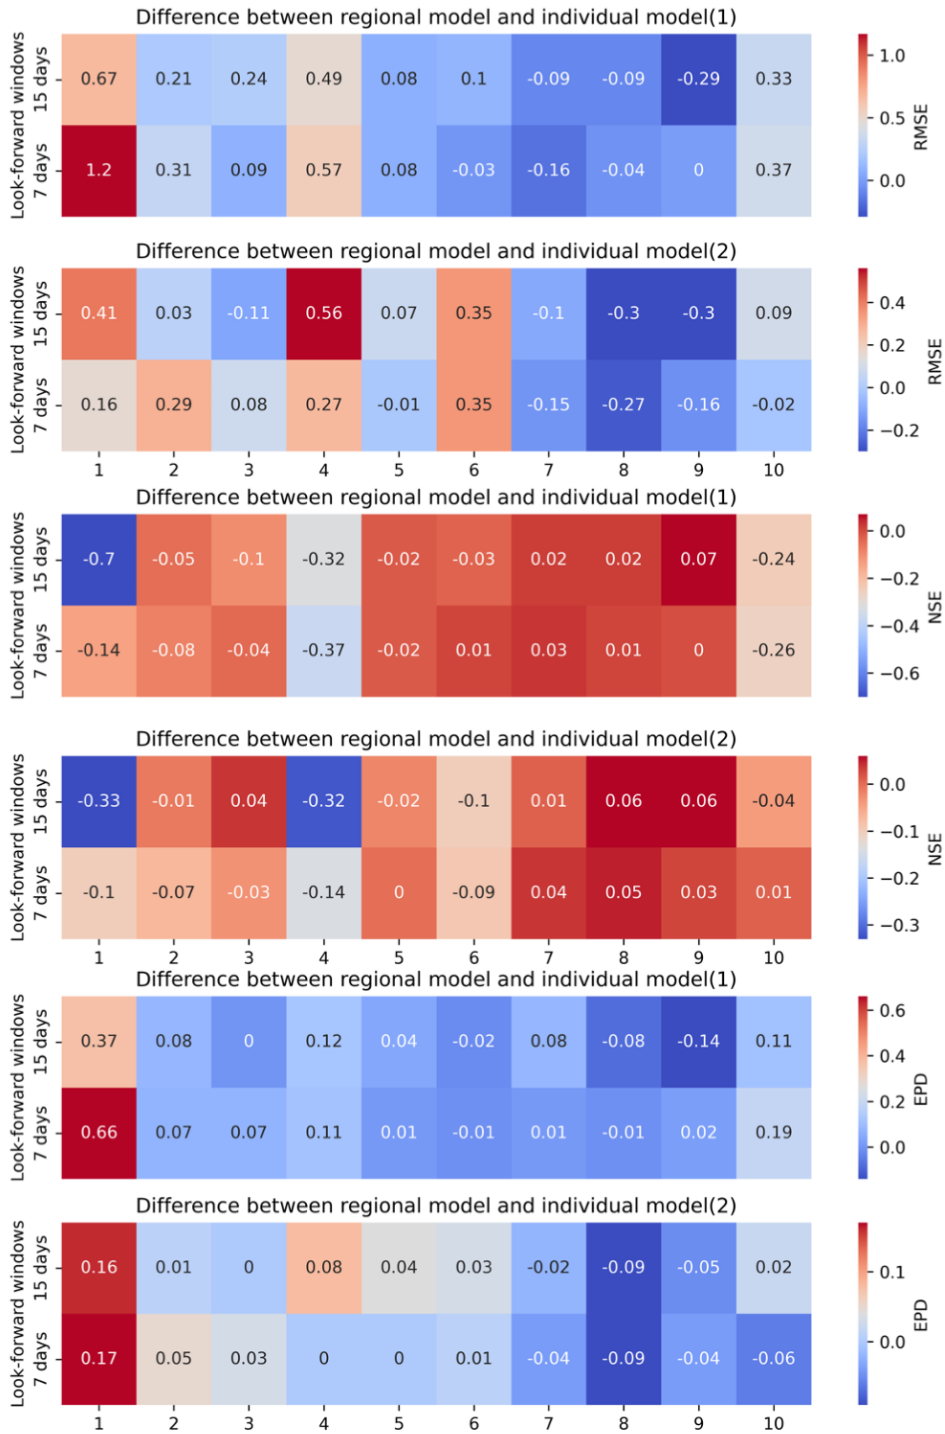 Difference between regional model and individual model(1)
Look-forward windows
15 days
0.67 0.21 0.24 0.49 0.08 0.1 -0.09 -0.09 -0.29 0.33
7 days
1.2 0.31 0.09 0.57 0.08 -0.03 -0.16 -0.04 0 0.37
1.0
0.5
0.0
RMSE
Difference between regional model and individual model(2)
Look-forward windows
15 days
0.41 0.03 -0.11 0.56 0.07 0.35 -0.1 -0.3 -0.3 0.09
7 days
0.16 0.29 0.08 0.27 -0.01 0.35 -0.15 -0.27 -0.16 -0.02
1 2 3 4 5 6 7 8 9 10
0.4
0.2
0.0
−0.2
RMSE
Difference between regional model and individual model(1)
Look-forward windows
15 days
-0.7 -0.05 -0.1 -0.32 -0.02 -0.03 0.02 0.02 0.07 -0.24
7 days
-0.14 -0.08 -0.04 -0.37 -0.02 0.01 0.03 0.01 0 -0.26
0.0
−0.2
−0.4
−0.6
NSE
Difference between regional model and individual model(2)
Look-forward windows
15 days
-0.33 -0.01 0.04 -0.32 -0.02 -0.1 0.01 0.06 0.06 -0.04
7 days
-0.1 -0.07 -0.03 -0.14 0 -0.09 0.04 0.05 0.03 0.01
1 2 3 4 5 6 7 8 9 10
0.0
−0.1
−0.2
−0.3
NSE
Difference between regional model and individual model(1)
Look-forward windows
15 days
0.37 0.08 0 0.12 0.04 -0.02 0.08 -0.08 -0.14 0.11
7 days
0.66 0.07 0.07 0.11 0.01 -0.01 0.01 -0.01 0.02 0.19
0.6
0.4
0.2
0.0
EPD
Difference between regional model and individual model(2)
Look-forward windows
15 days
0.16 0.01 0 0.08 0.04 0.03 -0.02 -0.09 -0.05 0.02
7 days
0.17 0.05 0.03 0 0 0.01 -0.04 -0.09 -0.04 -0.06
1 2 3 4 5 6 7 8 9 10
0.1
0.0
EPD